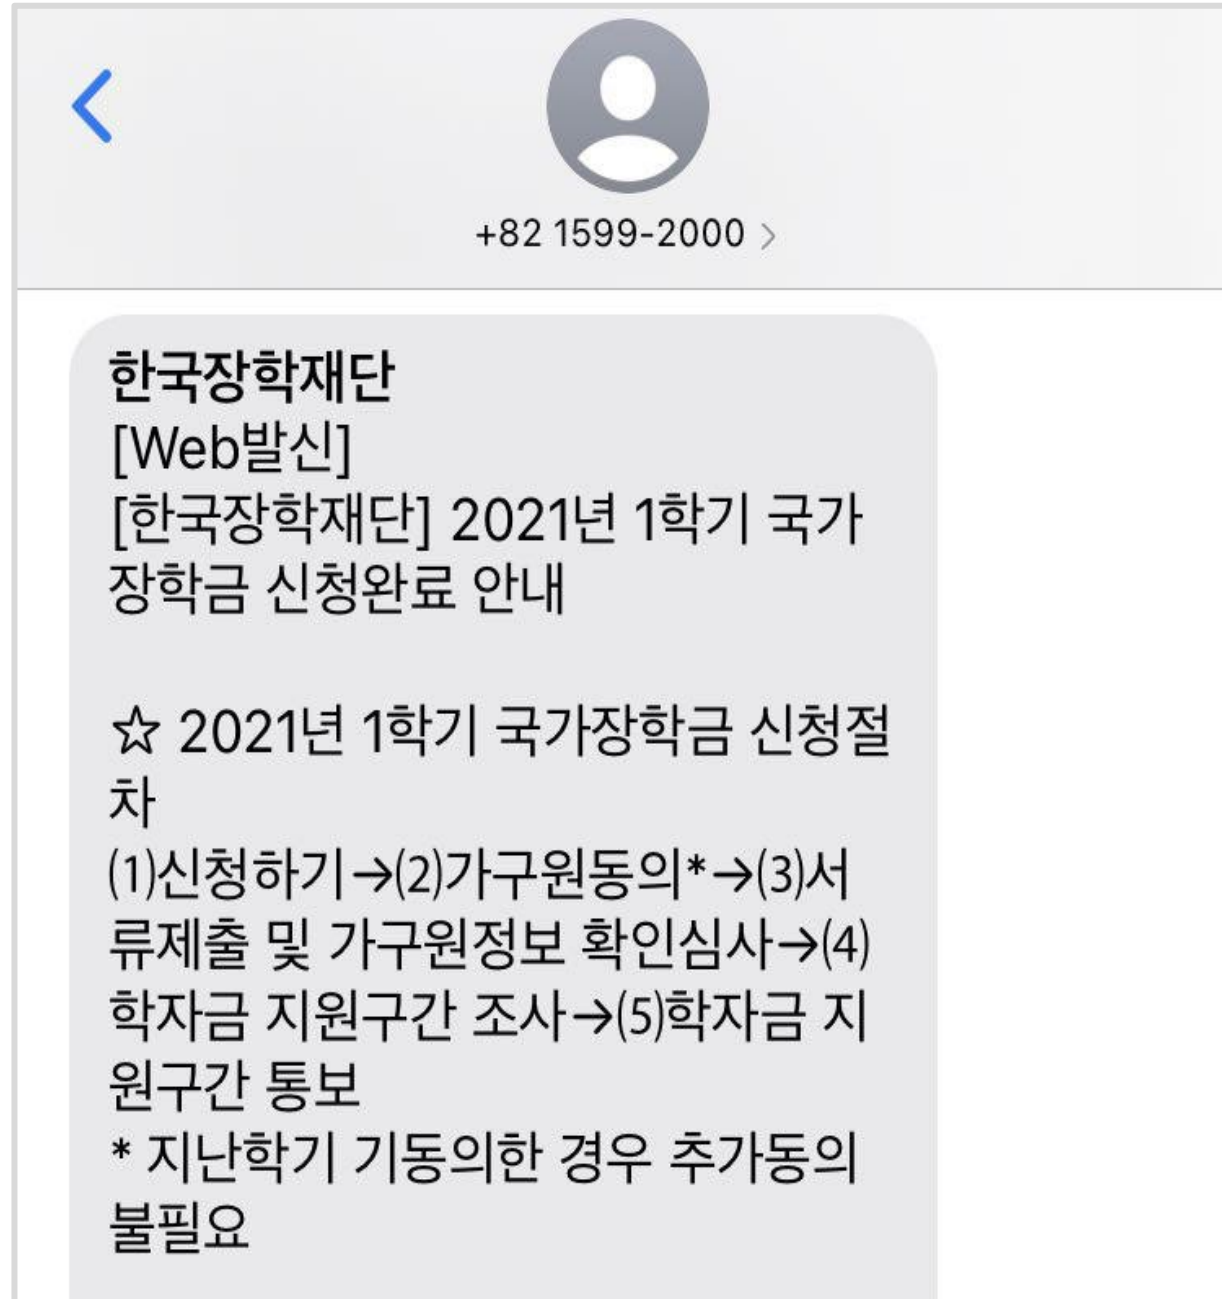 +82 1599-2000
한국장학재단
[Web발신]
[한국장학재단] 2021년 1학기 국가
장학금 신청완료 안내
☆ 2021년 1학기 국가장학금 신청절
차
(1)신청하기→(2)가구원동의*→(3)서
류제출 및 가구원정보 확인심사→(4)
학자금 지원구간 조사→(5)학자금 지
원구간 통보
* 지난학기 기동의한 경우 추가동의
불필요